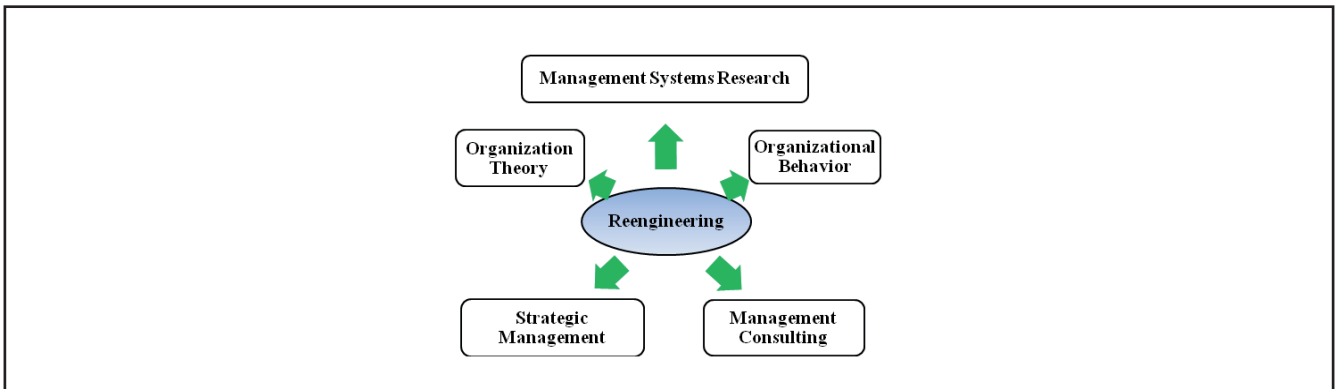 Management Systems Research
Organization
Theory
Organizational
Behavior
Reengineering
Strategic
Management
Management
Consulting